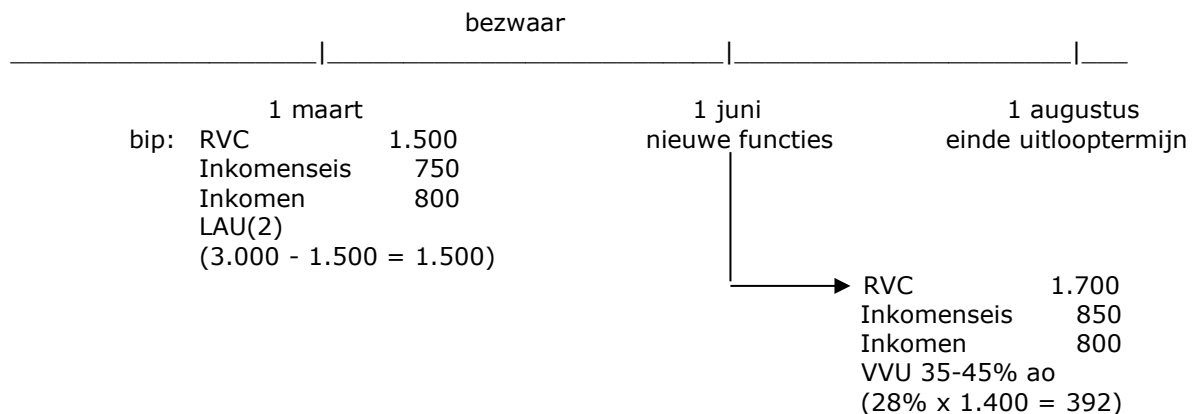 bezwaar
1 maart 1 juni 1 augustus
bip: RVC 1.500 nieuwe functies einde uitlooptermijn
Inkomenseis 750
Inkomen 800
LAU(2)
(3.000 - 1.500 = 1.500)
RVC 1.700
Inkomenseis 850
Inkomen 800
VVU 35-45% ao
(28% x 1.400 = 392)